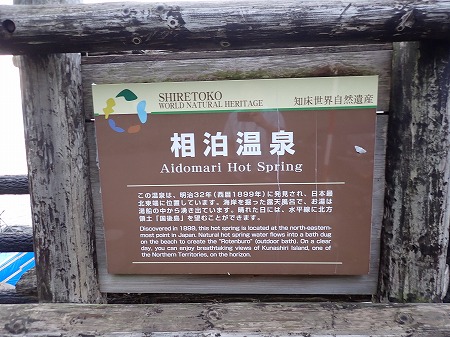 SHIRETOKO
WORLD NATURAL HERITAGE
知床世界自然遺産
相泊温泉
Aidomari Hot Spring
この温泉は、明治32年（西暦1899年）に発見され、日本最
北東端に位置しています。海岸を掘った露天風呂で、お湯は
湯船の中から湧き出ています。晴れた日には、水平線に北方
領土「国後島」を望むことができます。
Discovered in 1899, this hot spring is located at the north-eastern-
most point in Japan. Natural hot spring water flows into a bath dug
on the beach to create the "Rotenburo" (outdoor bath). On a clear
day, you can enjoy breathtaking views of Kunashiri Island, one of
the Northern Territories, on the horizon.